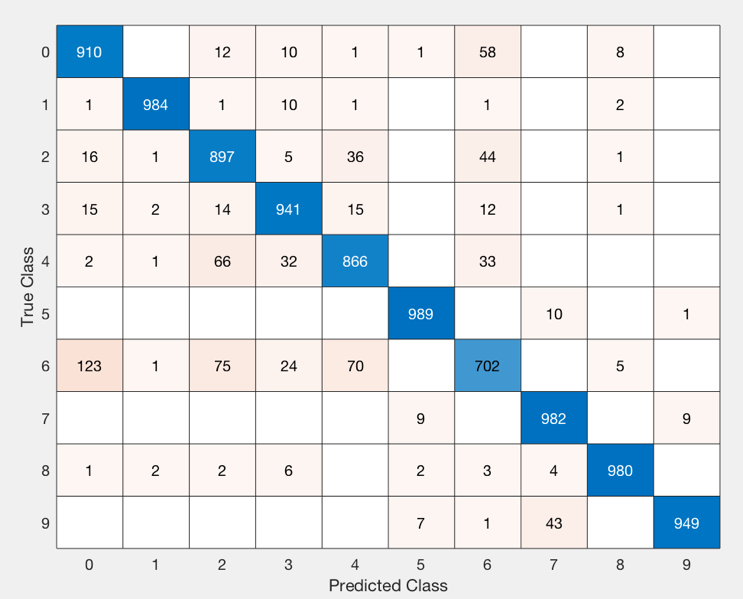 0 910 12 10 1 1 58 8
1 1 984 1 10 1 1 2
2 16 1 897 5 36 44 1
3 15 2 14 941 15 12 1
4 2 1 66 32 866 33
5 989 10 1
6 123 1 75 24 70 702 5
7 9 982 9
8 1 2 2 6 2 3 4 980
9 7 1 43 949
0 1 2 3 4 5 6 7 8 9
Predicted Class
True Class